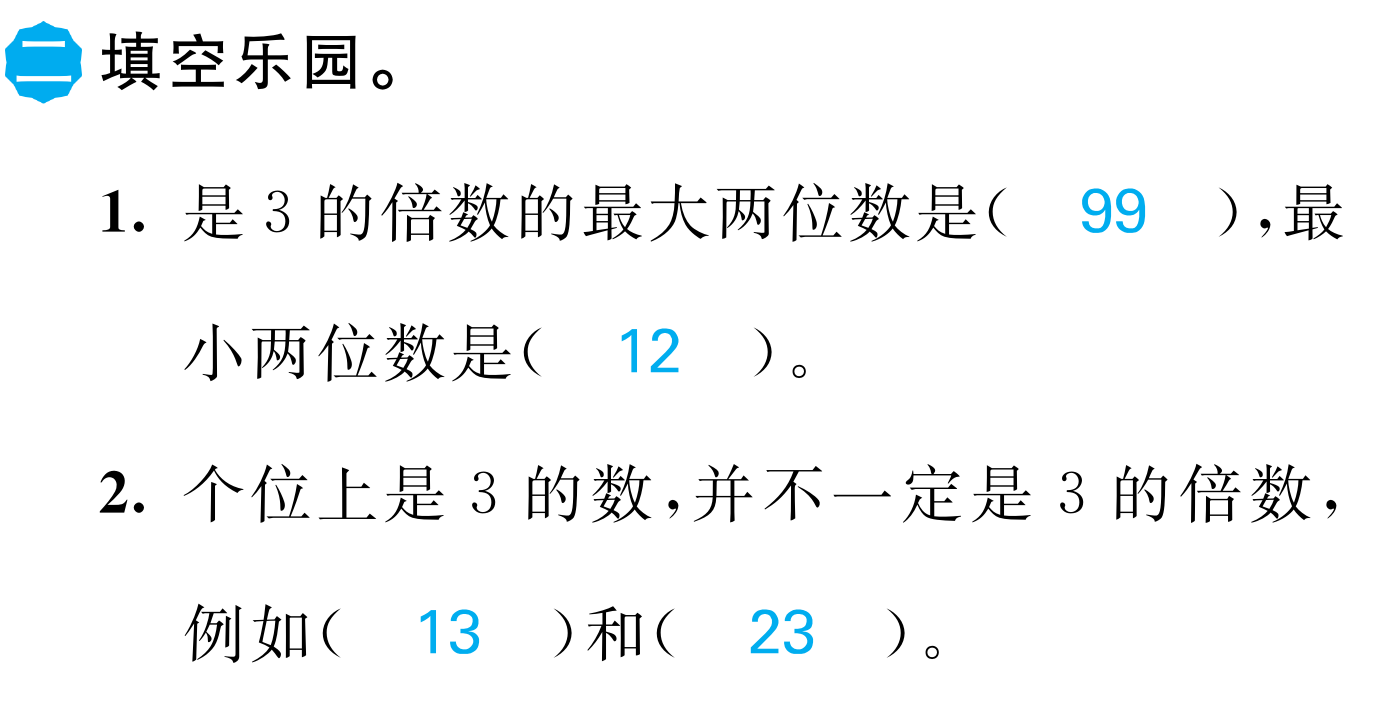 二 填空乐园。
1. 是 3 的倍数的最大两位数是( 99 ),最
小两位数是( 12 )。
2. 个位上是 3 的数,并不一定是 3 的倍数,
例如( 13 )和( 23 )。